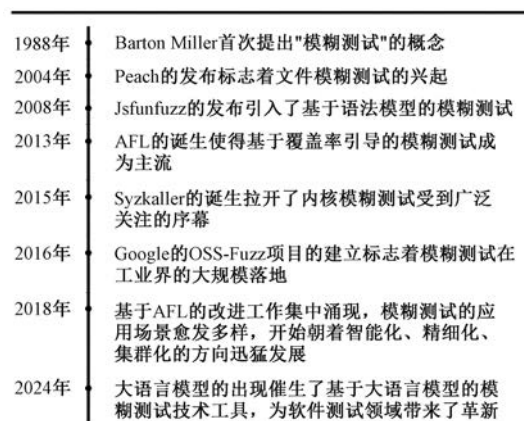 1988年 Barton Miller首次提出"模糊测试"的概念
2004年 Peach的发布标志着文件模糊测试的兴起
2008年 Jsfunfuzz的发布引入了基于语法模型的模糊测试
2013年 AFL的诞生使得基于覆盖率引导的模糊测试成
为主流
2015年 Syzkaller的诞生拉开了内核模糊测试受到广泛
关注的序幕
2016年 Google的OSS-Fuzz项目的建立标志着模糊测试在
工业界的大规模落地
2018年 基于AFL的改进工作集中涌现，模糊测试的应
用场景愈发多样，开始朝着智能化、精细化、
集群化的方向迅猛发展
2024年 大语言模型的出现催生了基于大语言模型的模
糊测试技术工具，为软件测试领域带来了革新